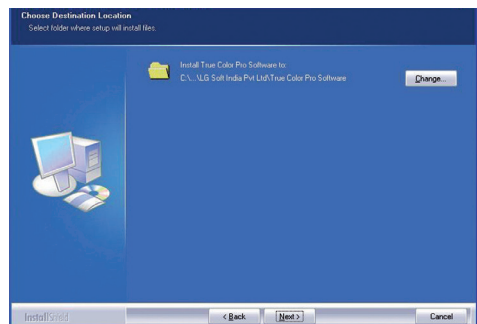 Choose Destination Location
Select folder where setup will install files.
Install True Color Pro Software to:
C:\...\LG Soft India Pvt Ltd\True Color Pro Software
Change...
InstallShield
< Back
Next >
Cancel